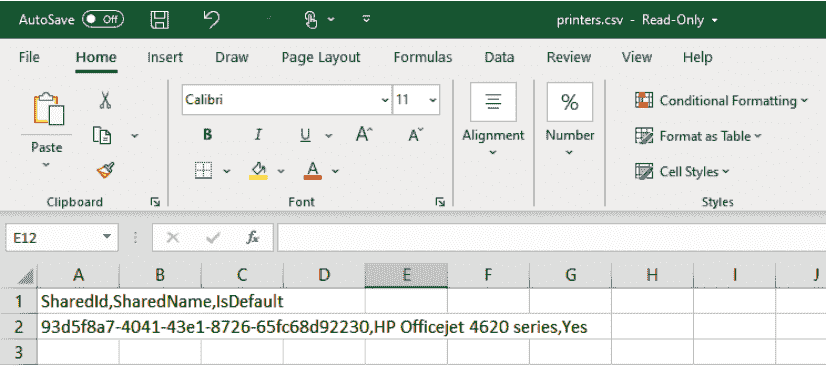 AutoSave Off printers.csv - Read-Only
File Home Insert Draw Page Layout Formulas Data Review View Help
Calibri 11 Conditional Formatting
B I U A A Alignment Number Format as Table
Paste A Cell Styles
Clipboard Font Styles
E12 fx
A B C D E F G H I J
1 SharedId,SharedName,IsDefault
2 93d5f8a7-4041-43e1-8726-65fc68d92230,HP Officejet 4620 series,Yes
3